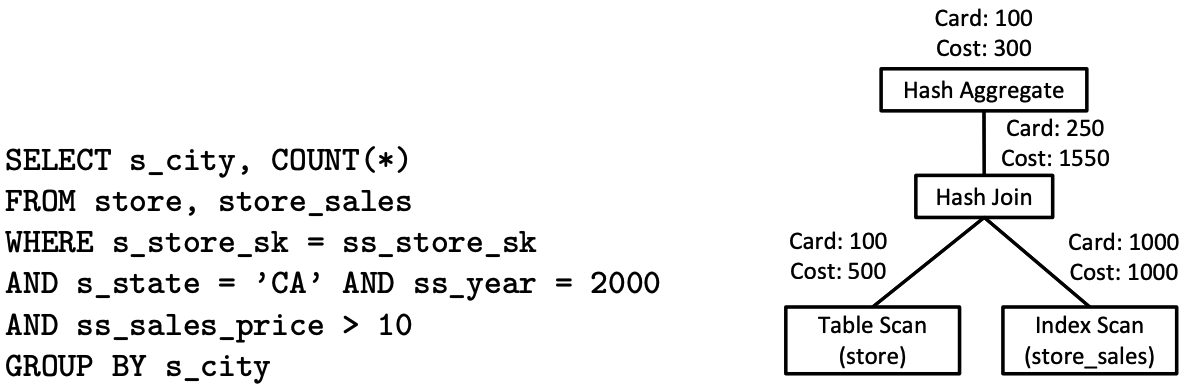 SELECT s_city, COUNT(*)
FROM store, store_sales
WHERE s_store_sk = ss_store_sk
AND s_state = ’CA’ AND ss_year = 2000
AND ss_sales_price > 10
GROUP BY s_city
Card: 100
Cost: 300
Hash Aggregate
Card: 250
Cost: 1550
Hash Join
Card: 100
Cost: 500
Card: 1000
Cost: 1000
Table Scan
(store)
Index Scan
(store_sales)